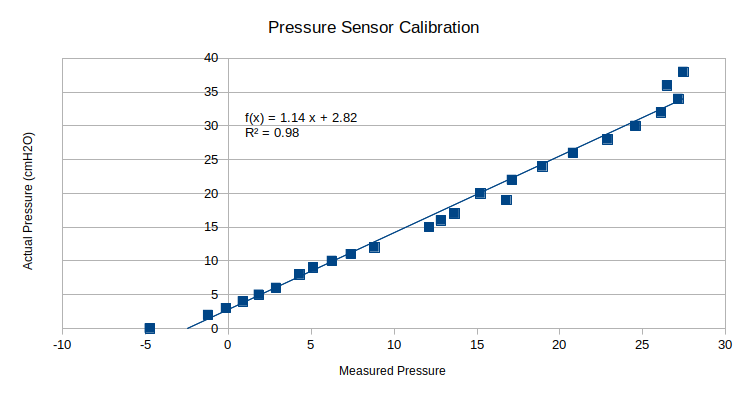 Pressure Sensor Calibration
40
35
30
25
20
15
10
5
0
f(x) = 1.14 x + 2.82
R² = 0.98
Actual Pressure (cmH2O)
-10 -5 0 5 10 15 20 25 30
Measured Pressure